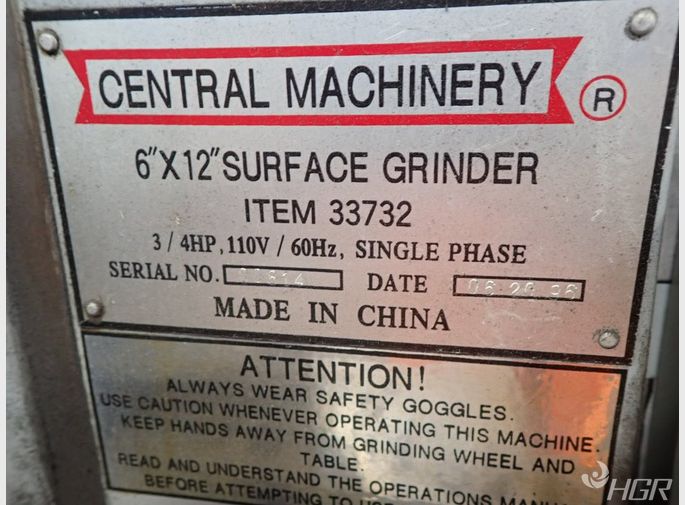 CENTRAL MACHINERY ®
6"X12" SURFACE GRINDER
ITEM 33732
3/4HP, 110V/60Hz, SINGLE PHASE
SERIAL NO. DATE
MADE IN CHINA
ATTENTION!
ALWAYS WEAR SAFETY GOGGLES.
USE CAUTION WHENEVER OPERATING THIS MACHINE.
KEEP HANDS AWAY FROM GRINDING WHEEL AND
TABLE.
READ AND UNDERSTAND THE OPERATIONS
BEFORE ATTEMPTING TO
HGR